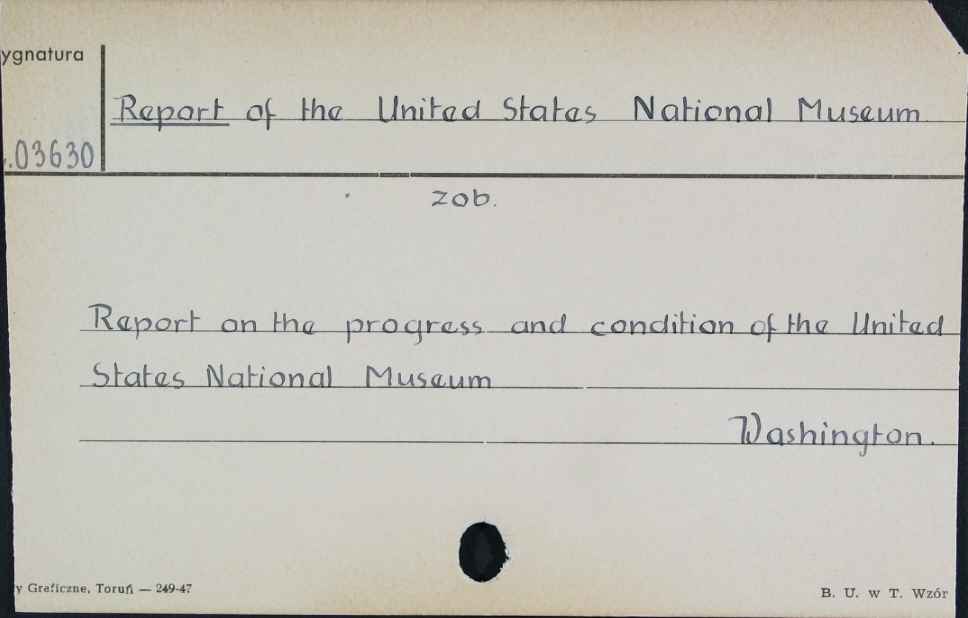 ygnatura
Report of the United States National Museum
.03630
zob.
Report on the progress and condition of the United
States National Museum
Washington.
y Graficzne, Toruń — 249-47
B. U. w T. Wzór